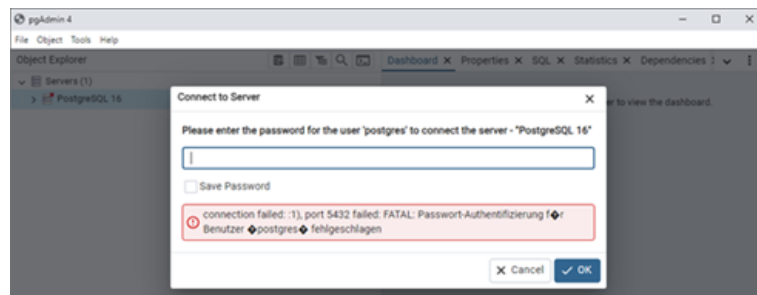 pgAdmin 4
File Object Tools Help
Object Explorer
Dashboard Properties SQL Statistics Dependencies
Servers (1)
PostgreSQL 16
er to view the dashboard.
Connect to Server
Please enter the password for the user 'postgres' to connect the server - "PostgreSQL 16"
Save Password
connection failed: :1), port 5432 failed: FATAL: Passwort-Authentifizierung f�r
Benutzer �postgres� fehlgeschlagen
Cancel OK